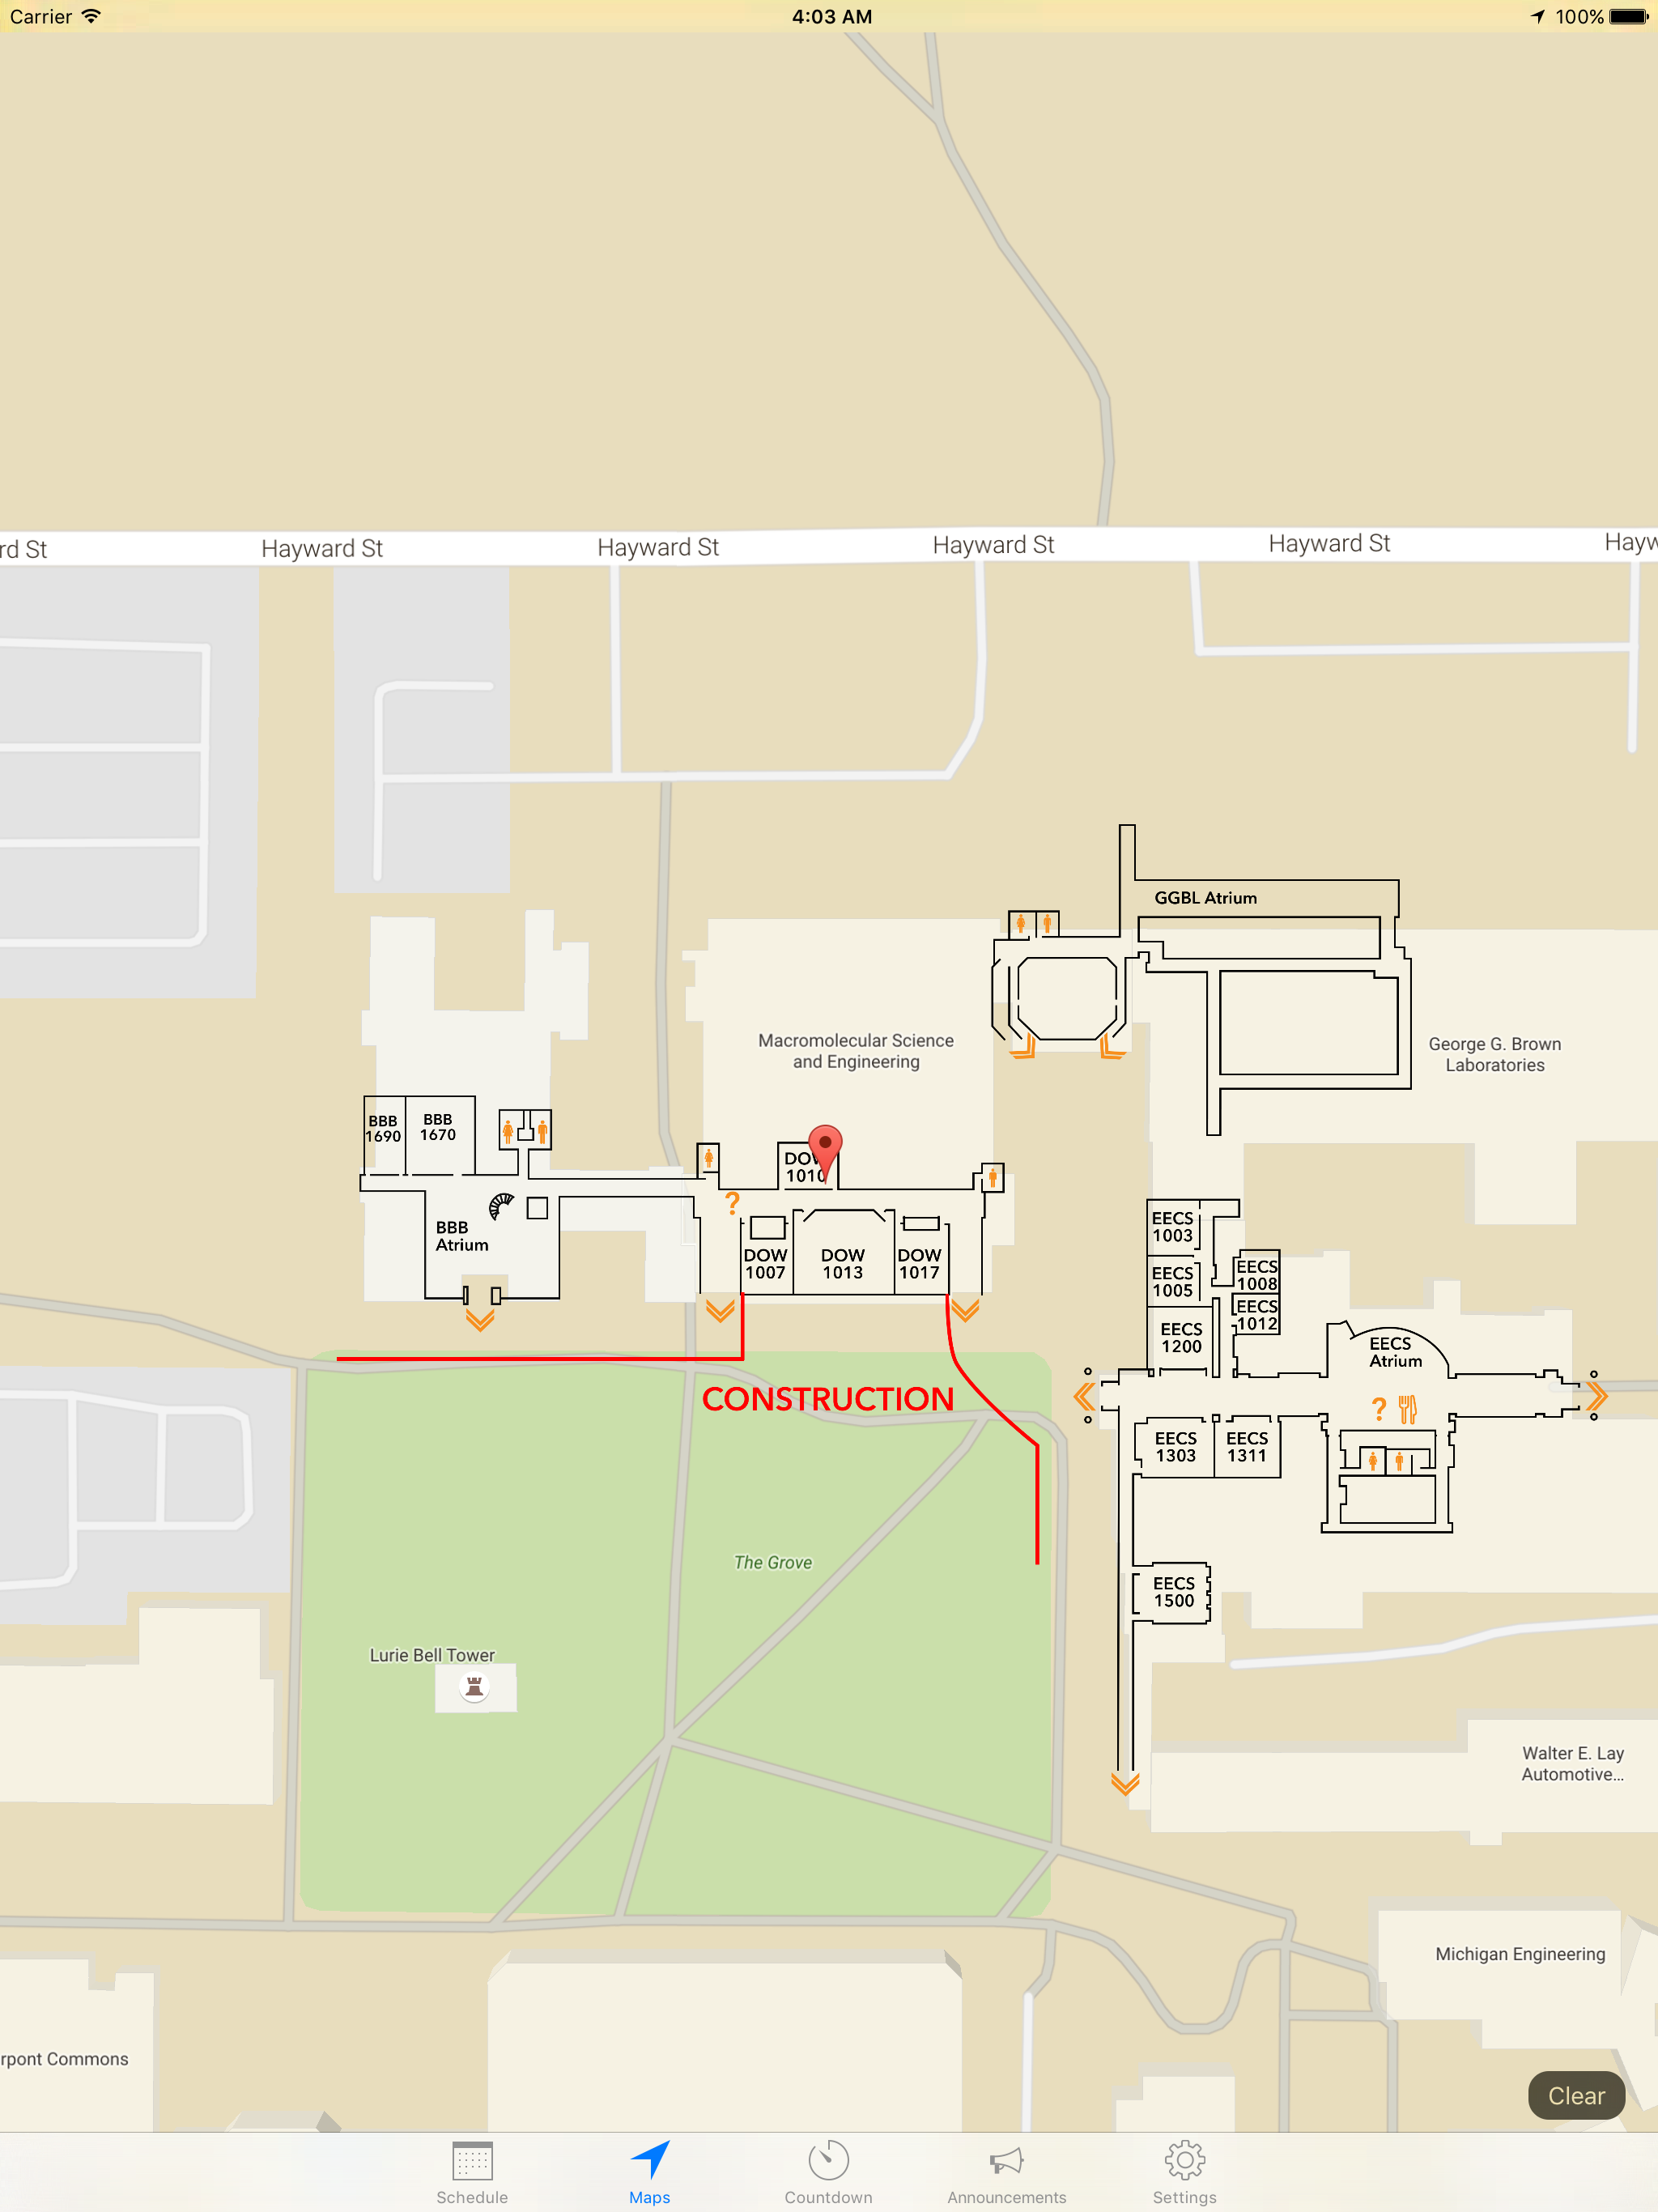 Carrier
4:03 AM
100%
rd St
Hayward St
Hayward St
Hayward St
Hayward St
Hayw
GGBL Atrium
Macromolecular Science
and Engineering
George G. Brown
Laboratories
BBB
1690
BBB
1670
DOW
1010
?
BBB
Atrium
DOW
1007
DOW
1013
DOW
1017
EECS
1003
EECS
1005
EECS
1008
EECS
1012
EECS
1200
EECS
Atrium
CONSTRUCTION
?
EECS
1303
EECS
1311
The Grove
EECS
1500
Lurie Bell Tower
Walter E. Lay
Automotive...
Michigan Engineering
rpont Commons
Clear
Schedule
Maps
Countdown
Announcements
Settings